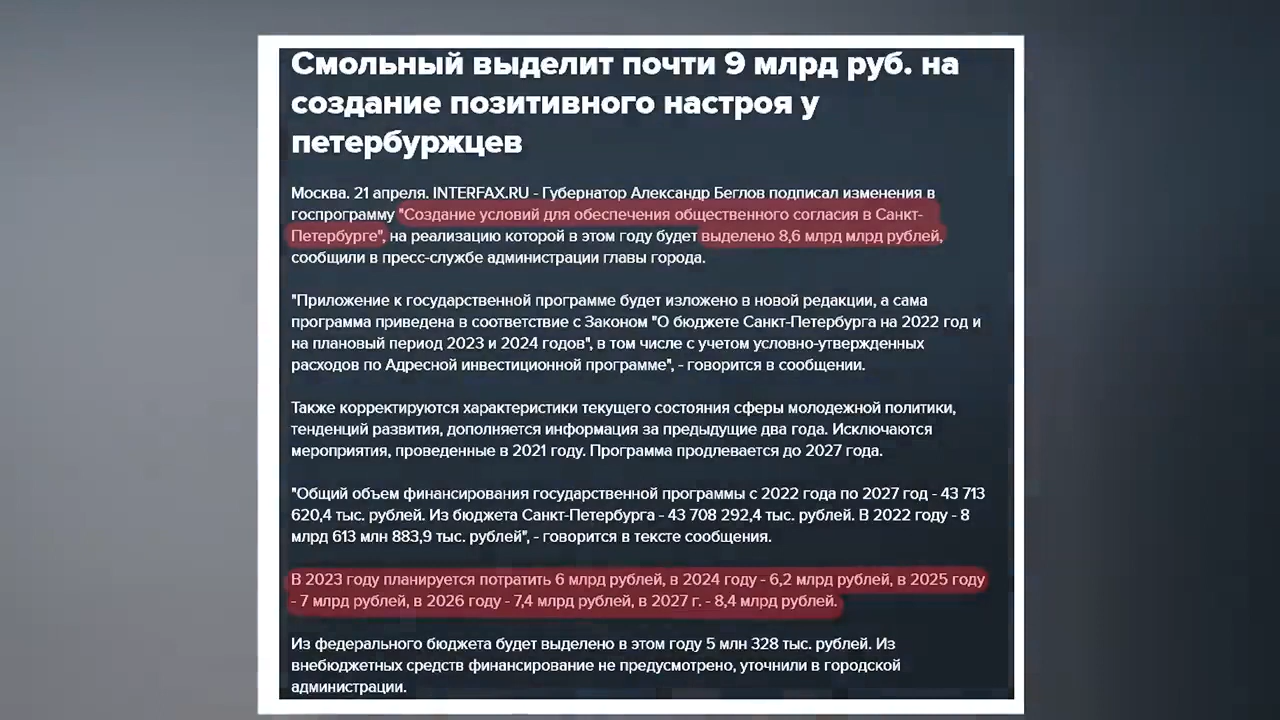 Смольный выделит почти 9 млрд руб. на
создание позитивного настроя у
петербуржцев
Москва. 21 апреля. INTERFAX.RU - Губернатор Александр Беглов подписал изменения в
госпрограмму "Создание условий для обеспечения общественного согласия в Санкт-
Петербурге", на реализацию которой в этом году будет выделено 8,6 млрд млрд рублей,
сообщили в пресс-службе администрации главы города.
"Приложение к государственной программе будет изложено в новой редакции, а сама
программа приведена в соответствие с Законом "О бюджете Санкт-Петербурга на 2022 год и
на плановый период 2023 и 2024 годов", в том числе с учетом условно-утвержденных
расходов по Адресной инвестиционной программе", - говорится в сообщении.
Также корректируются характеристики текущего состояния сферы молодежной политики,
тенденций развития, дополняется информация за предыдущие два года. Исключаются
мероприятия, проведенные в 2021 году. Программа продлевается до 2027 года.
"Общий объем финансирования государственной программы с 2022 года по 2027 год - 43 713
620,4 тыс. рублей. Из бюджета Санкт-Петербурга - 43 708 292,4 тыс. рублей. В 2022 году - 8
млрд 613 млн 883,9 тыс. рублей", - говорится в тексте сообщения.
В 2023 году планируется потратить 6 млрд рублей, в 2024 году - 6,2 млрд рублей, в 2025 году
- 7 млрд рублей, в 2026 году - 7,4 млрд рублей, в 2027 г. - 8,4 млрд рублей.
Из федерального бюджета будет выделено в этом году 5 млн 328 тыс. рублей. Из
внебюджетных средств финансирование не предусмотрено, уточнили в городской
администрации.